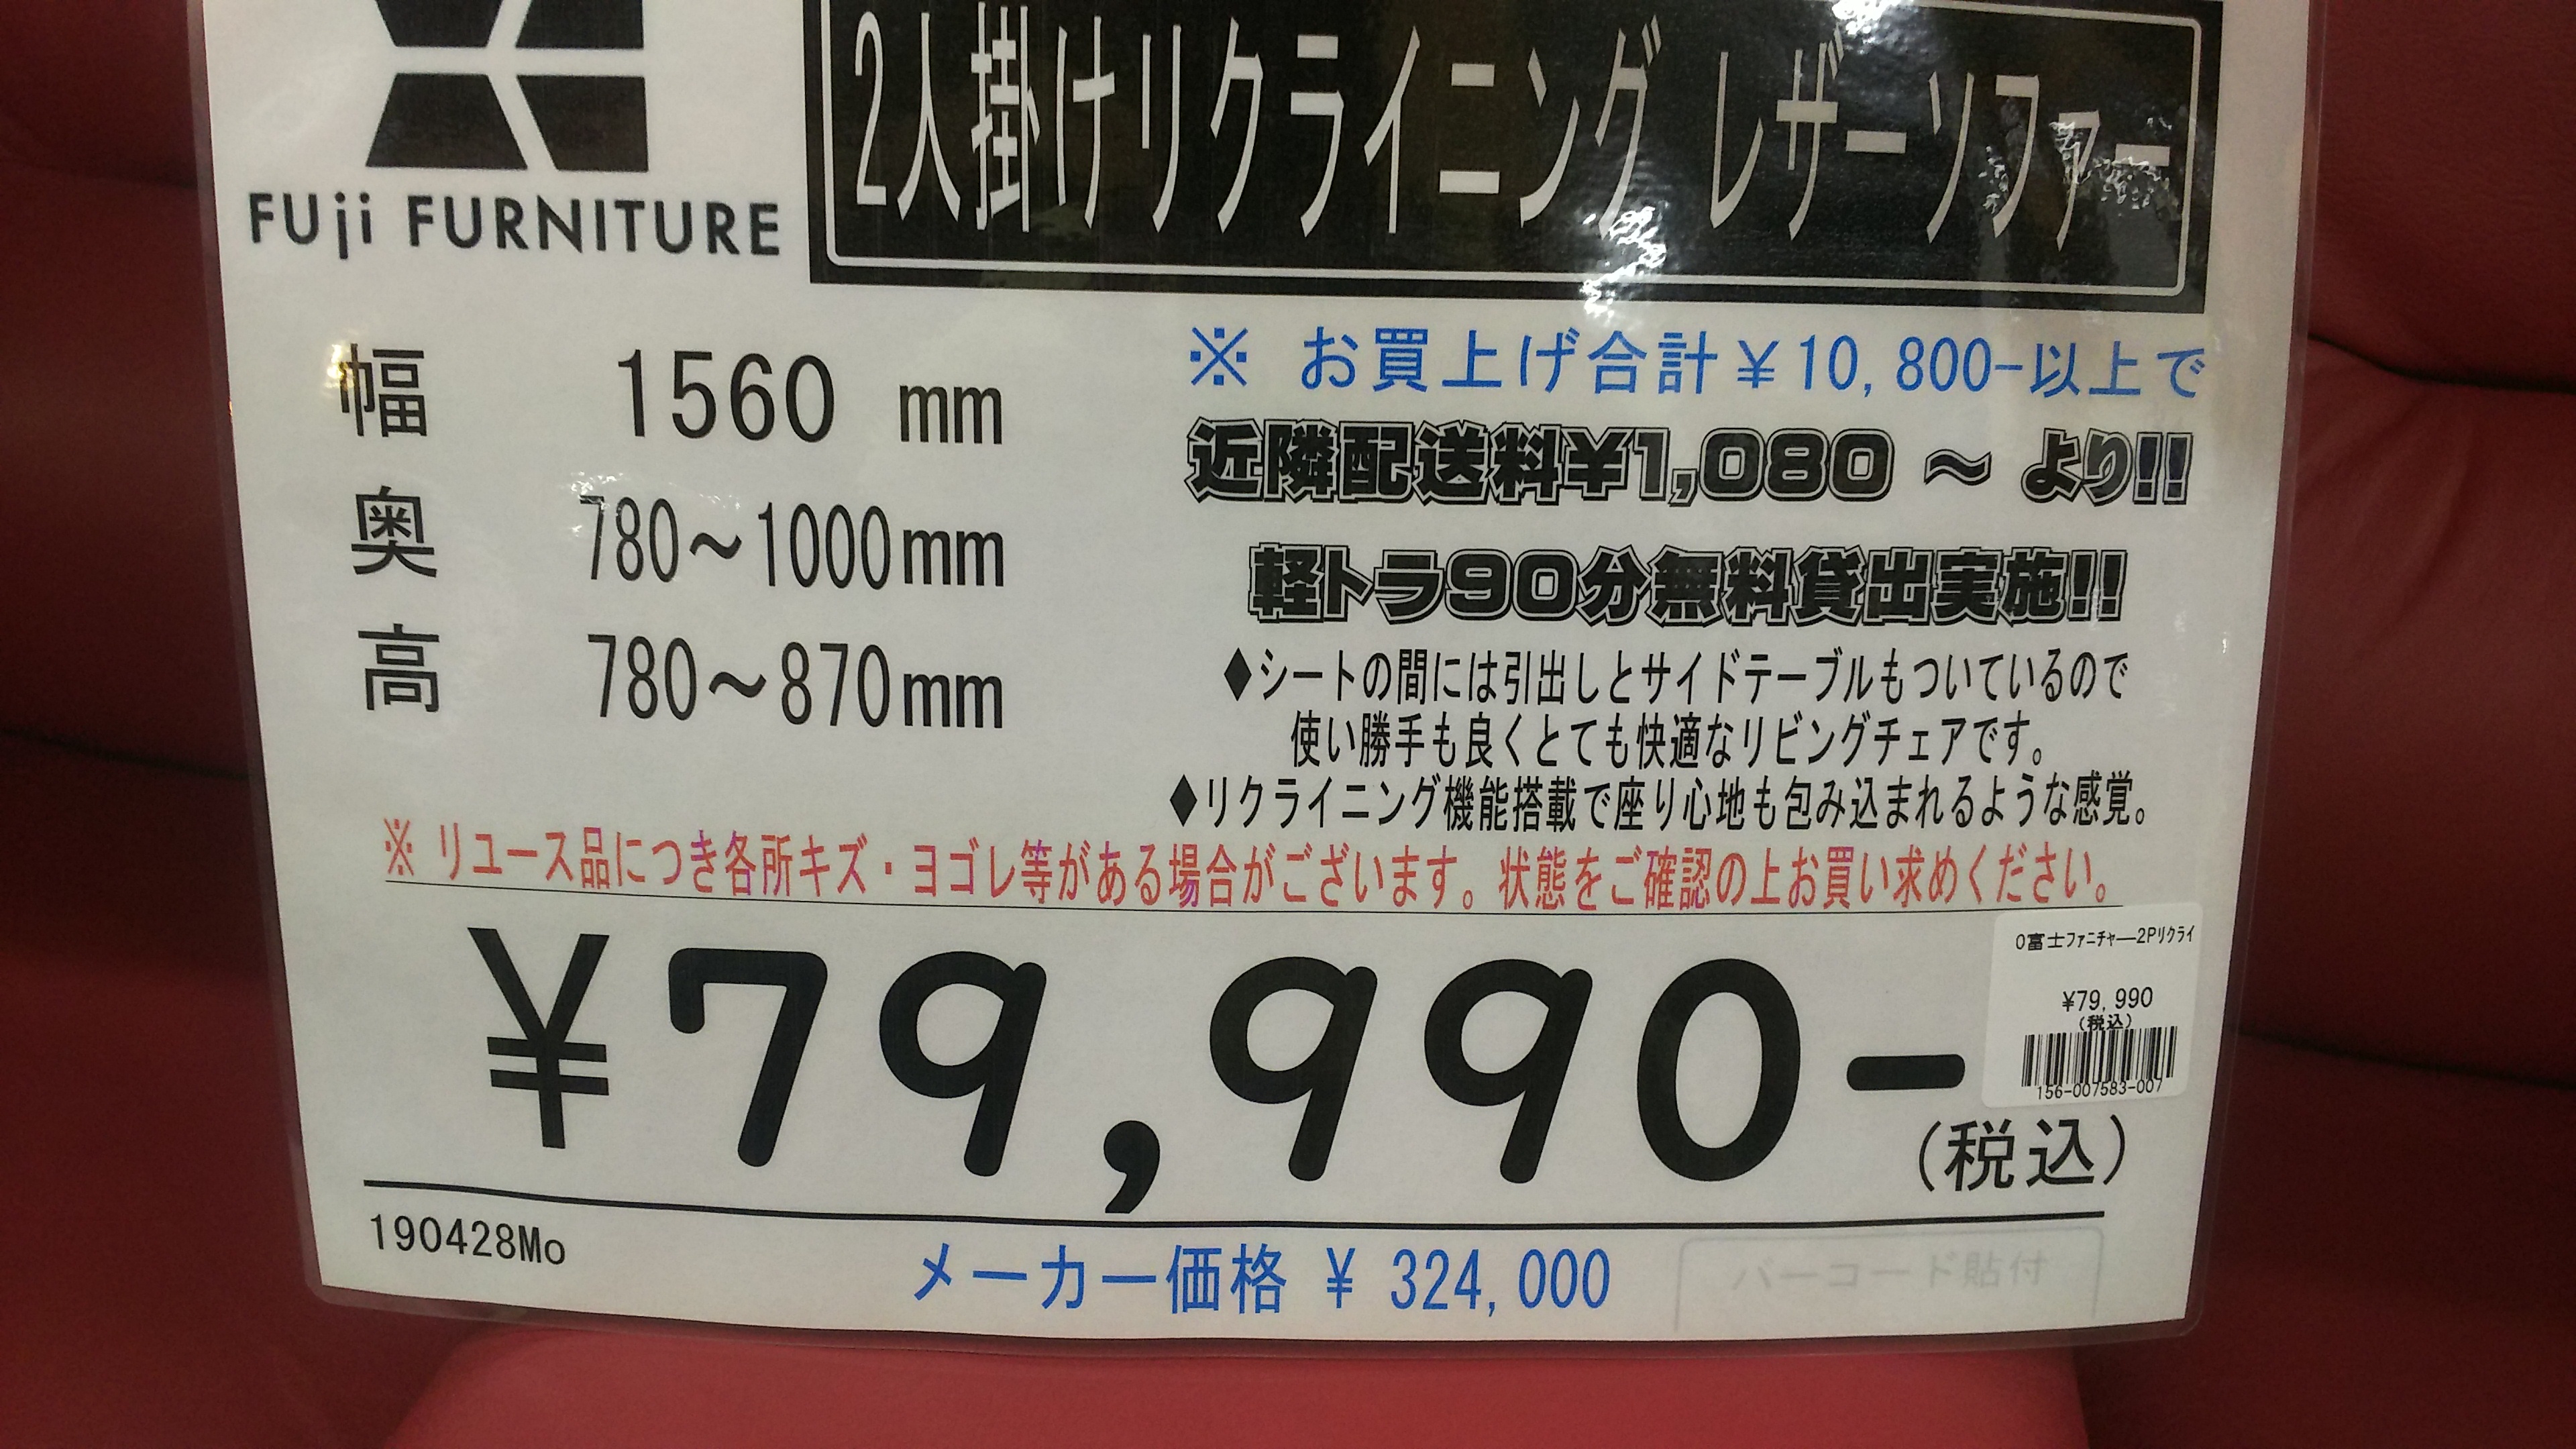 FUji FURNITURE
2人掛けリクライニング レザーソファー
幅 1560 mm
奥 780～1000mm
高 780～870mm
※ お買上げ合計￥10,800-以上で
近隣配送料¥1,080 ～ より!!
軽トラ90分無料貸出実施!!
◆シートの間には引出しとサイドテーブルもついているので
使い勝手も良くとても快適なリビングチェアです。
◆リクライニング機能搭載で座り心地も包み込まれるような感覚。
※ リユース品につき各所キズ・ヨゴレ等がある場合がございます。状態をご確認の上お買い求めください。
￥79,990-
(税込)
0富士ﾌｧﾆﾁｬ―2Pﾘｸﾗｲ
¥79,990
(税込)
156-007583-007
190428Mo
メーカー価格 ￥ 324,000
バーコード貼付